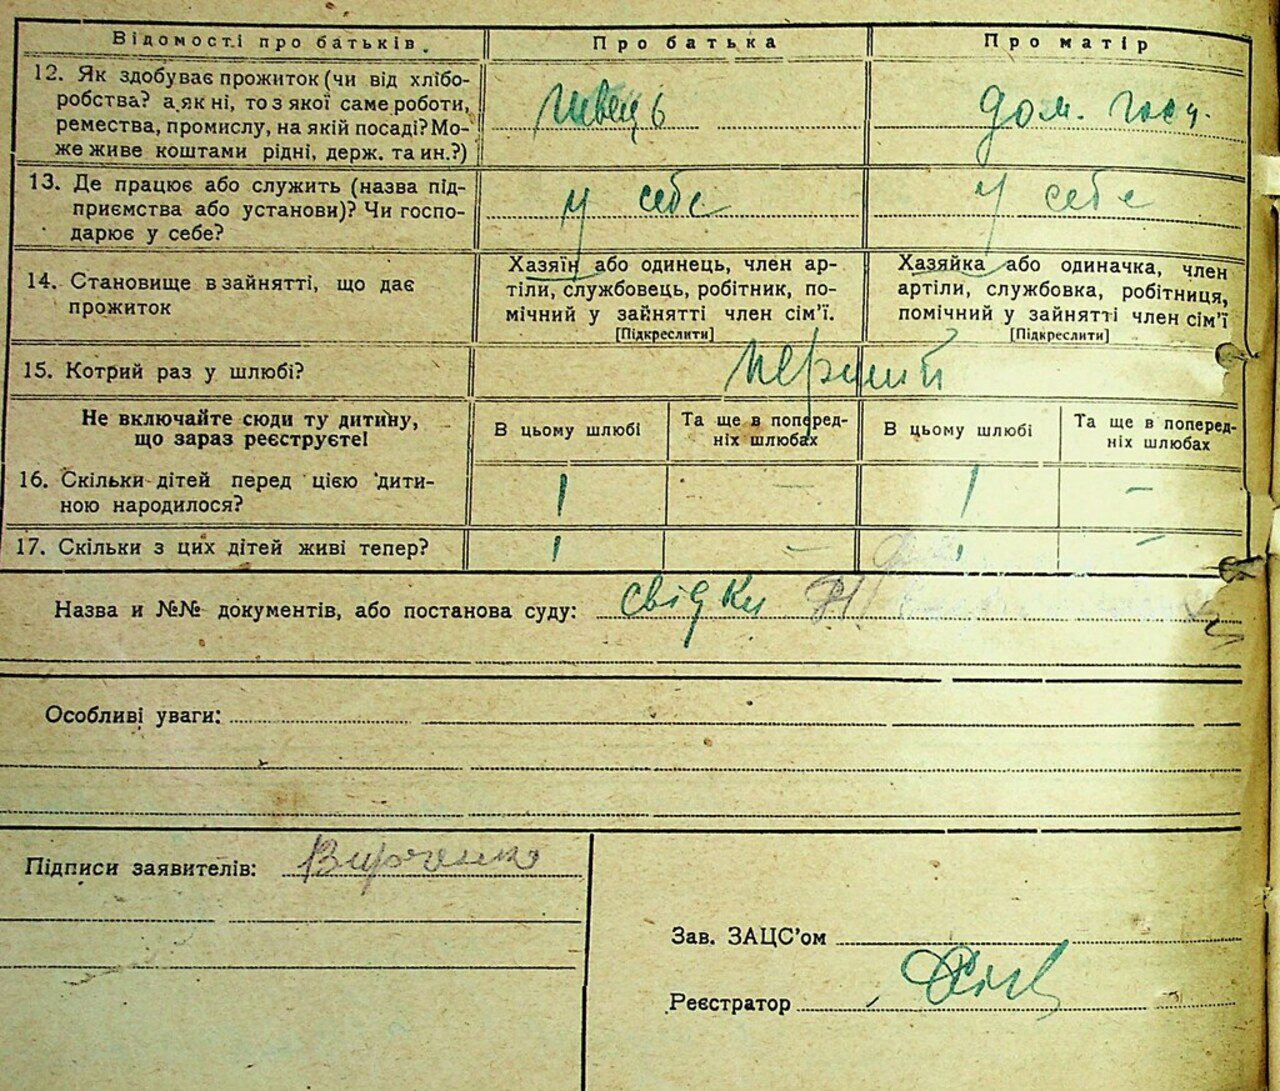 Відомості про батьків. Про батька Про матір
12. Як здобуває прожиток (чи від хлібо-
робства? а як ні, то з якої саме роботи,
ремества, промислу, на якій посаді? Мо-
же живе коштами рідні, держ. та ин.?)
швець дом. госп.
13. Де працює або служить (назва під-
приємства або установи)? Чи госпо-
дарює у себе?
у себе у себе
14. Становище в зайнятті, що дає
прожиток
Хазяїн або одинець, член ар-
тіли, службовець, робітник, по-
мічний у зайнятті член сім'ї.
[Підкреслити]
Хазяйка або одиначка, член
артіли, службовка, робітниця,
помічний у зайнятті член сім'ї
[Підкреслити]
15. Котрий раз у шлюбі? перший
Не включайте сюди ту дитину,
що зараз реєструєте!
В цьому шлюбі
Та ще в поперед-
ніх шлюбах
В цьому шлюбі
Та ще в поперед-
ніх шлюбах
16. Скільки дітей перед цією дити-
ною народилося?
1 — 1 —
17. Скільки з цих дітей живі тепер? 1 — 1 —
Назва и №№ документів, або постанова суду: свідки
Особливі уваги:
Підписи заявителів:
Зав. ЗАЦС'ом
Реєстратор